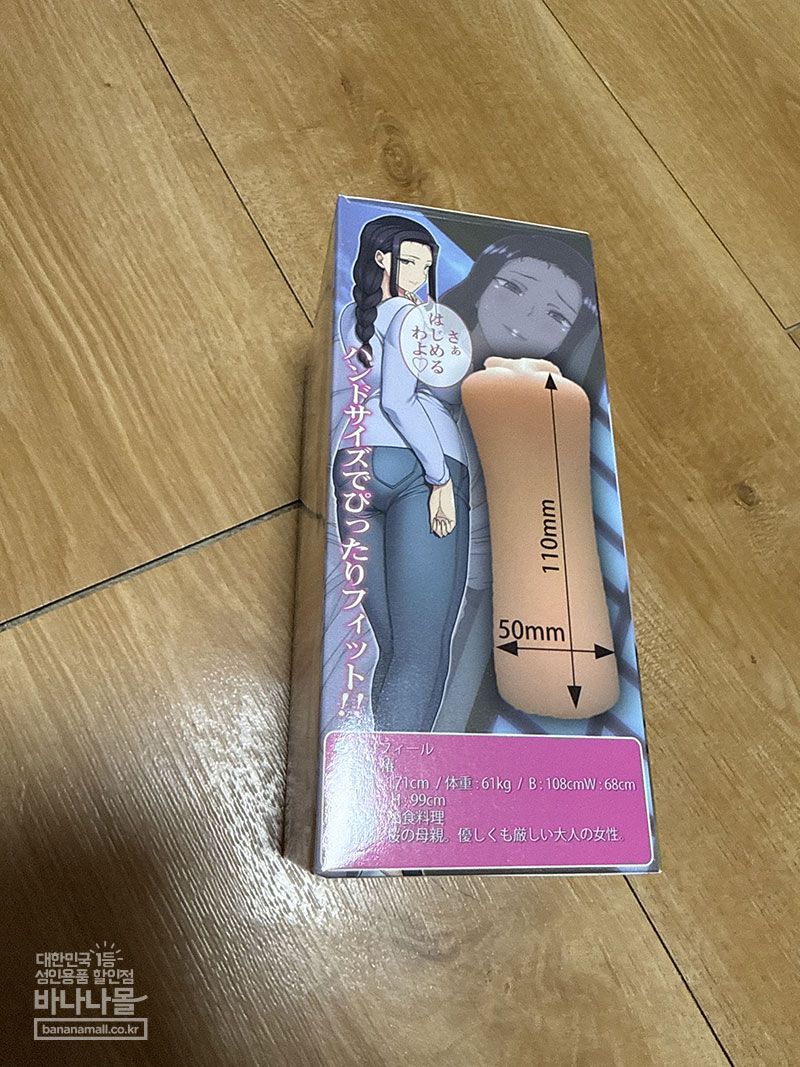 さぁ
はじめる
わよ♡
ハンドサイズでぴったりフィット!!
110mm
50mm
フィール
椿
171cm / 体重 : 61kg / B : 108cmW : 68cm
H : 99cm
食料理
の母親。優しくも厳しい大人の女性。
대한민국 1등
성인용품 할인점
바나나몰
bananamall.co.kr